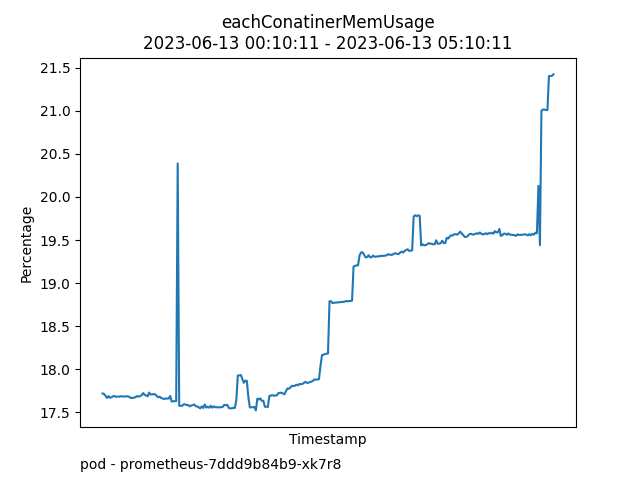 eachConatinerMemUsage
2023-06-13 00:10:11 - 2023-06-13 05:10:11
21.5
21.0
20.5
20.0
19.5
19.0
18.5
18.0
17.5
Percentage
Timestamp
pod - prometheus-7ddd9b84b9-xk7r8